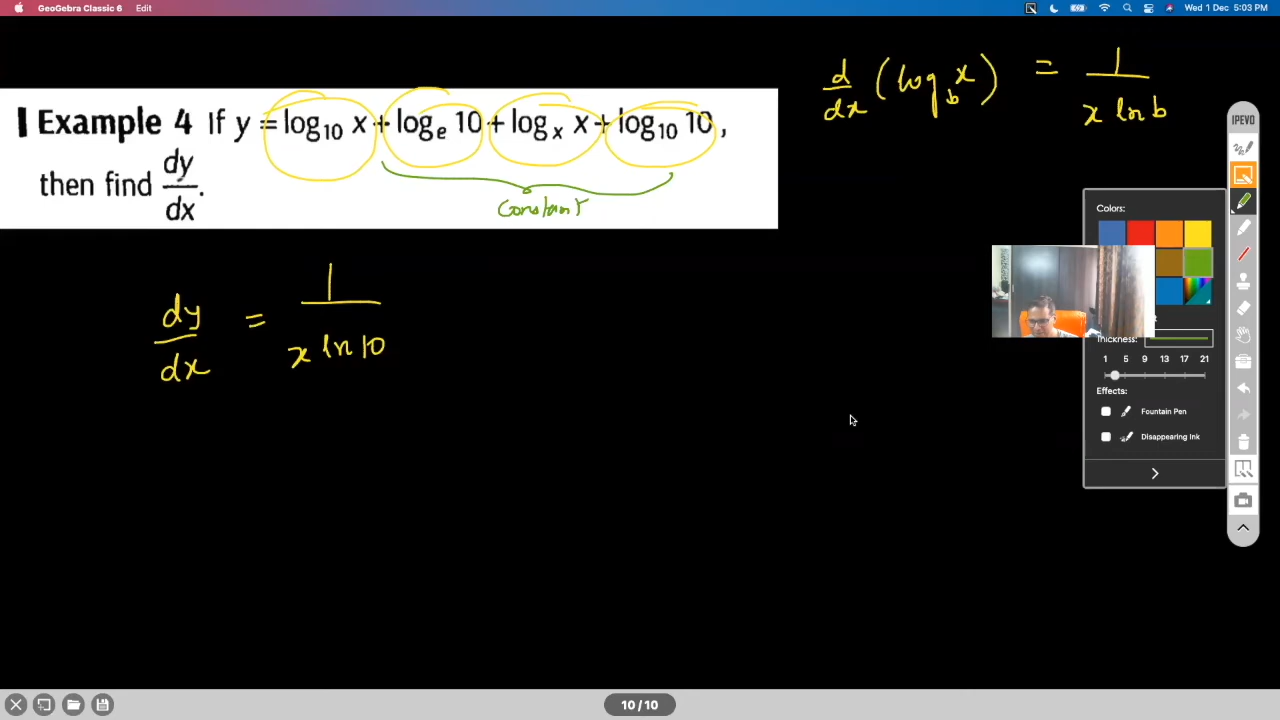 GeoGebra Classic 6 Edit Wed 1 Dec 5:03 PM
d/dx (log_b x) = 1/(x ln b)
Example 4 If y = log₁₀ x + logₑ 10 + logₓ x + log₁₀ 10 ,
then find dy/dx.
Constant
dy/dx = 1/(x ln 10)
IPEVO
Colors:
Thickness:
1 5 9 13 17 21
Effects:
Fountain Pen
Disappearing Ink
10 / 10